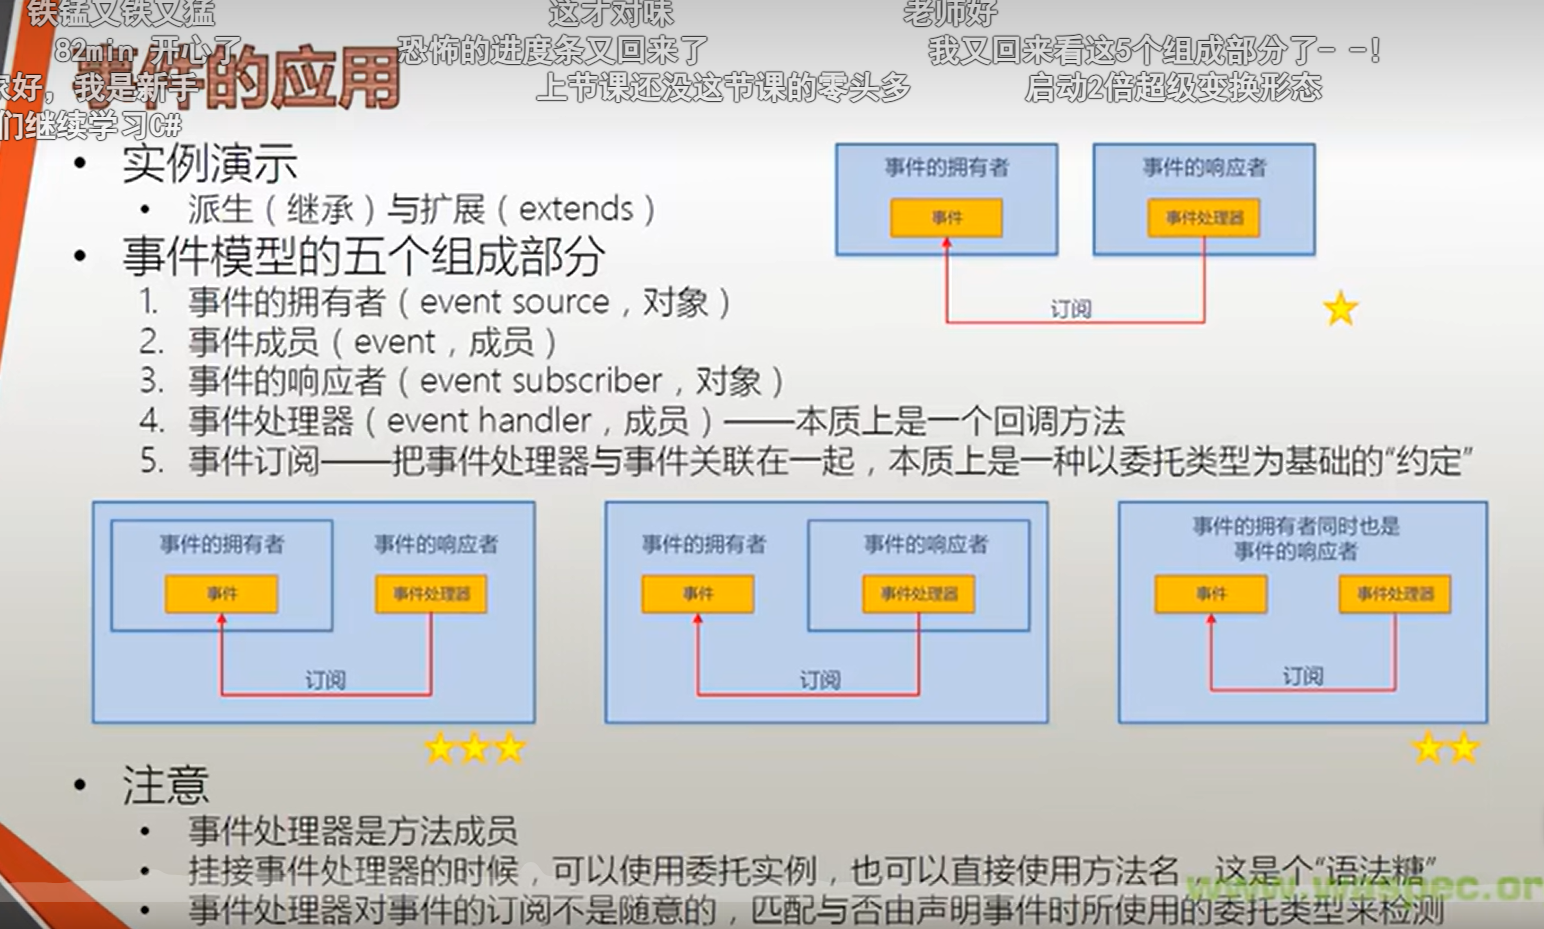 铁锰又铁又猛
这才对味
老师好
82min 开心了
恐怖的进度条又回来了
我又回来看这5个组成部分了- -!
好，我是新手
上节课还没这节课的零头多
启动2倍超级变换形态
们继续学习C#
事件的应用
• 实例演示
• 派生（继承）与扩展（extends）
• 事件模型的五个组成部分
1. 事件的拥有者（event source，对象）
2. 事件成员（event，成员）
3. 事件的响应者（event subscriber，对象）
4. 事件处理器（event handler，成员）——本质上是一个回调方法
5. 事件订阅——把事件处理器与事件关联在一起，本质上是一种以委托类型为基础的“约定”
事件的拥有者
事件
事件的响应者
事件处理器
订阅
事件的拥有者
事件
事件的响应者
事件处理器
订阅
事件的拥有者
事件
事件的响应者
事件处理器
订阅
事件的拥有者同时也是
事件的响应者
事件
事件处理器
订阅
• 注意
• 事件处理器是方法成员
• 挂接事件处理器的时候，可以使用委托实例，也可以直接使用方法名，这是个“语法糖”
• 事件处理器对事件的订阅不是随意的，匹配与否由声明事件时所使用的委托类型来检测